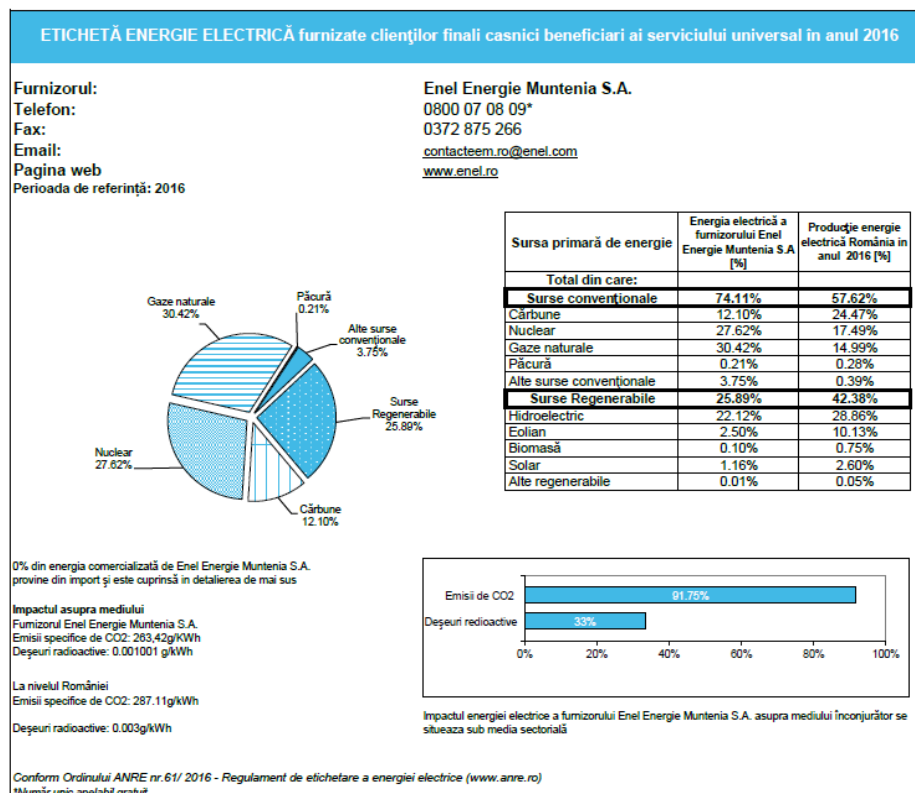 ETICHETĂ ENERGIE ELECTRICĂ furnizate clienţilor finali casnici beneficiari ai serviciului universal în anul 2016
Furnizorul: Enel Energie Muntenia S.A.
Telefon: 0800 07 08 09*
Fax: 0372 875 266
Email: contacteem.ro@enel.com
Pagina web www.enel.ro
Perioada de referință: 2016
Gaze naturale
30.42%
Păcură
0.21%
Alte surse
convenţionale
3.75%
Surse
Regenerabile
25.89%
Nuclear
27.62%
Cărbune
12.10%
Sursa primară de energie
Energia electrică a
furnizorului Enel
Energie Muntenia S.A
[%]
Producţie energie
electrică România in
anul 2016 [%]
Total din care:
Surse convenţionale 74.11% 57.62%
Cărbune 12.10% 24.47%
Nuclear 27.62% 17.49%
Gaze naturale 30.42% 14.99%
Păcură 0.21% 0.28%
Alte surse convenţionale 3.75% 0.39%
Surse Regenerabile 25.89% 42.38%
Hidroelectric 22.12% 28.86%
Eolian 2.50% 10.13%
Biomasă 0.10% 0.75%
Solar 1.16% 2.60%
Alte regenerabile 0.01% 0.05%
0% din energia comercializată de Enel Energie Muntenia S.A.
provine din import şi este cuprinsă in detalierea de mai sus
Impactul asupra mediului
Furnizorul Enel Energie Muntenia S.A.
Emisii specifice de CO2: 263,42g/KWh
Deşeuri radioactive: 0.001001 g/kWh
La nivelul României
Emisii specifice de CO2: 287.11g/kWh
Deşeuri radioactive: 0.003g/kWh
Emisii de CO2 91.75%
Deşeuri redioactive 33%
0% 20% 40% 60% 80% 100%
Impactul energiei electrice a furnizorului Enel Energie Muntenia S.A. asupra mediului înconjurător se
situeaza sub media sectorială
Conform Ordinului ANRE nr.61/ 2016 - Regulament de etichetare a energiei electrice (www.anre.ro)
*Număr unic apelabil gratuit